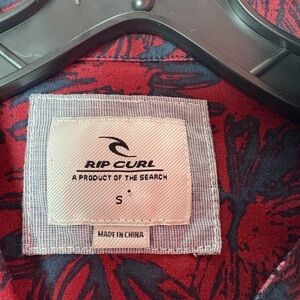 RIP CURL
A PRODUCT OF THE SEARCH
S
MADE IN CHINA